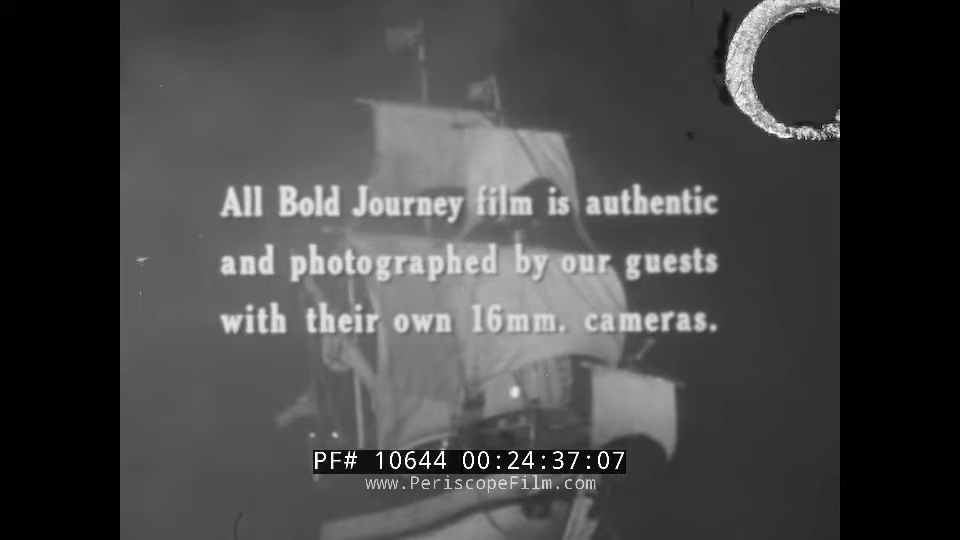 All Bold Journey film is authentic
and photographed by our guests
with their own 16mm. cameras.
PF# 10644 00:24:37:07
www.PeriscopeFilm.com